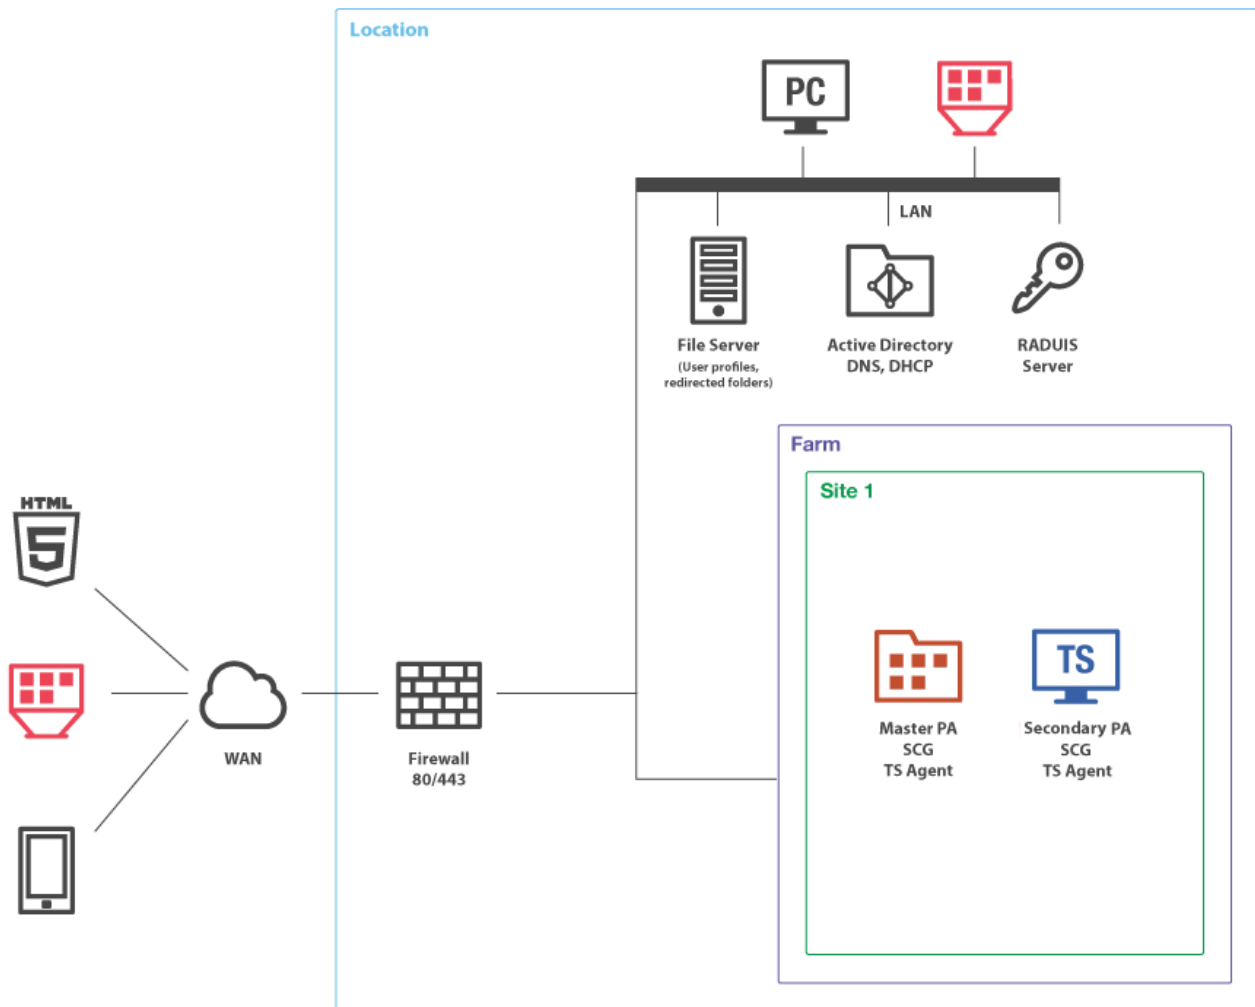 Location
PC
LAN
File Server
(User profiles,
redirected folders)
Active Directory
DNS, DHCP
RADUIS
Server
Farm
Site 1
HTML
5
WAN
Firewall
80/443
TS
Master PA
SCG
TS Agent
Secondary PA
SCG
TS Agent